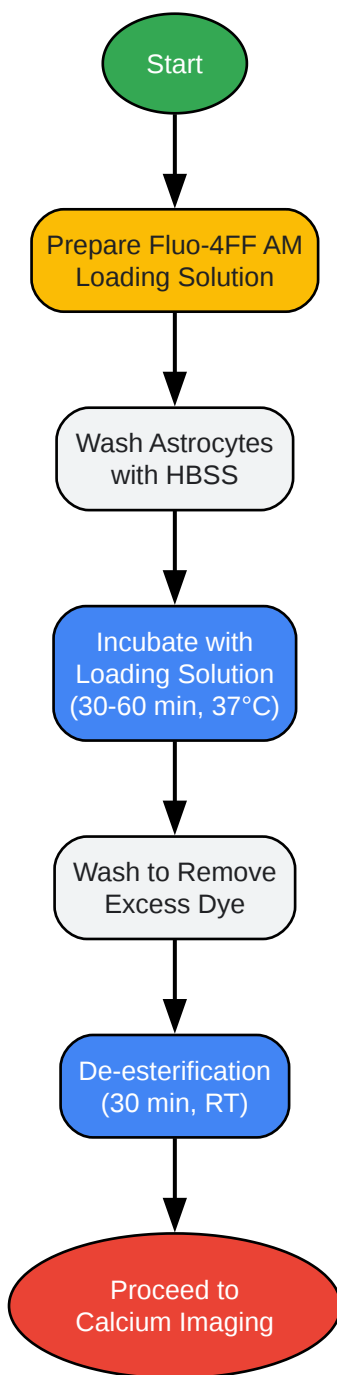 Start
Prepare Fluo-4FF AM
Loading Solution
Wash Astrocytes
with HBSS
Incubate with
Loading Solution
(30-60 min, 37°C)
Wash to Remove
Excess Dye
De-esterification
(30 min, RT)
Proceed to
Calcium Imaging